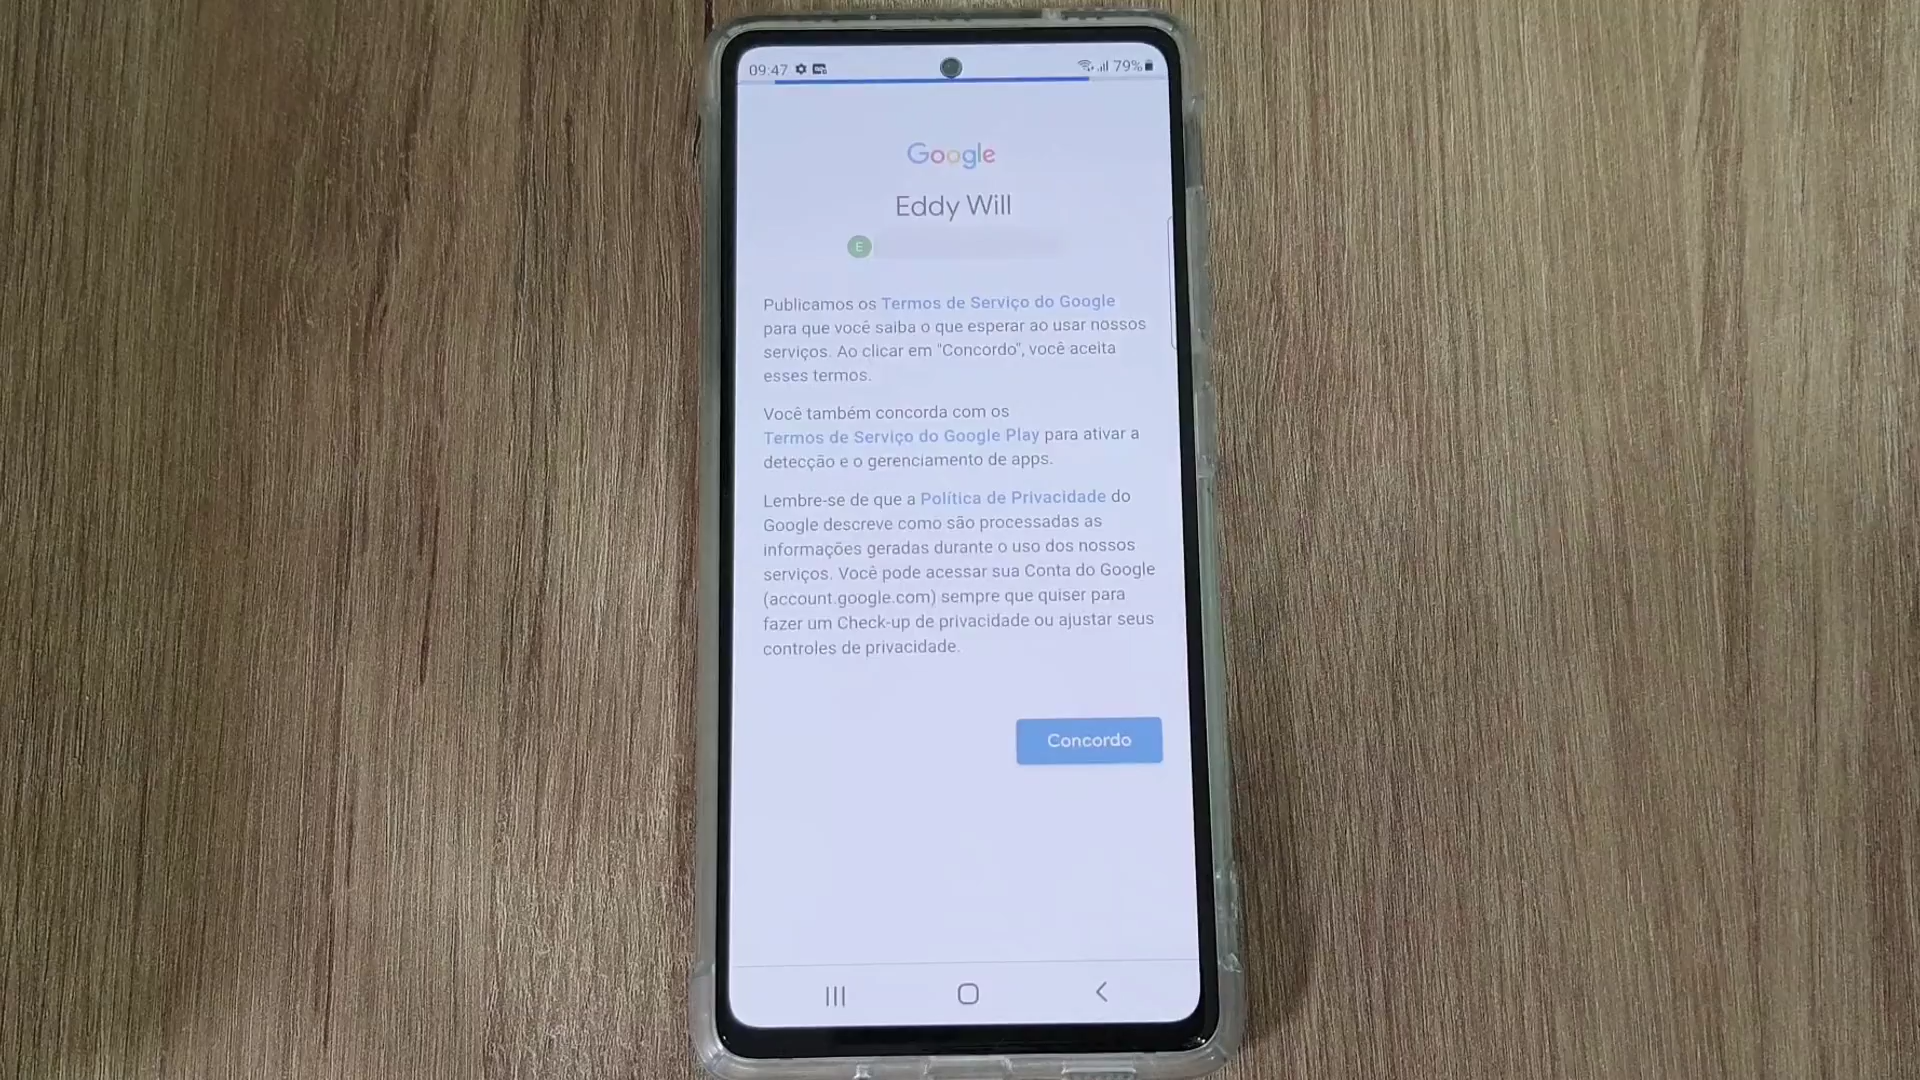 09:47
79%
Google
Eddy Will
E
Publicamos os Termos de Serviço do Google
para que você saiba o que esperar ao usar nossos
serviços. Ao clicar em "Concordo", você aceita
esses termos.
Você também concorda com os
Termos de Serviço do Google Play para ativar a
detecção e o gerenciamento de apps.
Lembre-se de que a Política de Privacidade do
Google descreve como são processadas as
informações geradas durante o uso dos nossos
serviços. Você pode acessar sua Conta do Google
(account.google.com) sempre que quiser para
fazer um Check-up de privacidade ou ajustar seus
controles de privacidade.
Concordo